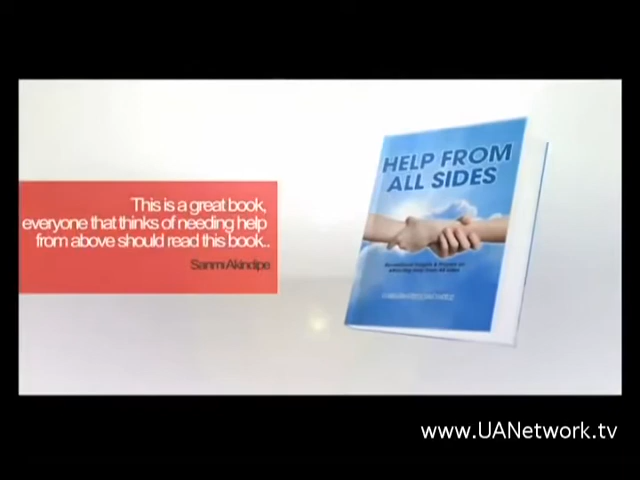 This is a great book,
everyone that thinks of needing help
from above should read this book..
Sanmi Akindipe
HELP FROM
ALL SIDES
www.UANetwork.tv